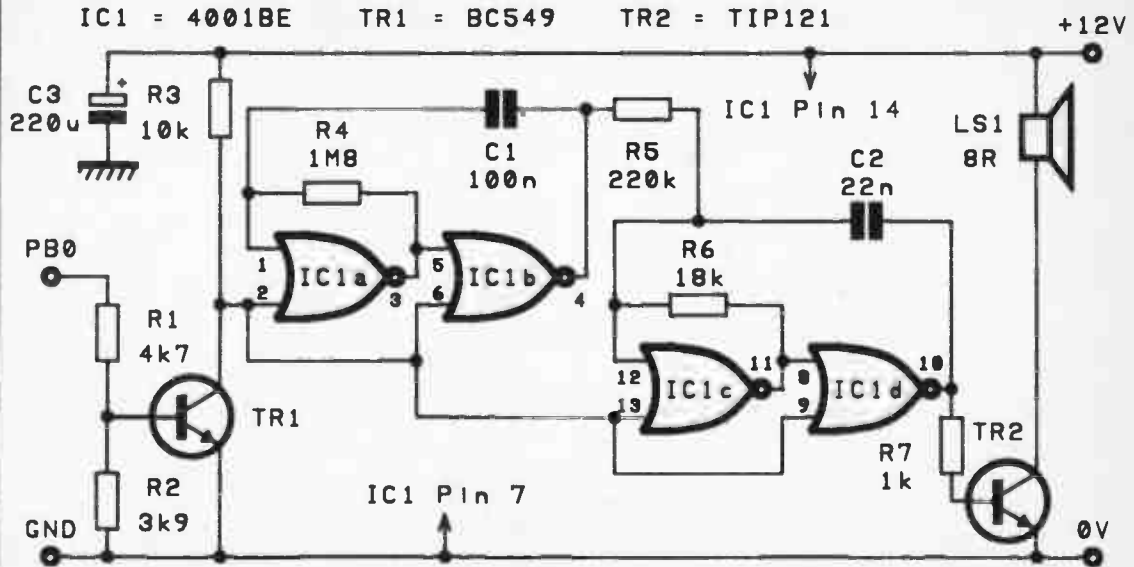 IC1 = 4001BE TR1 = BC549 TR2 = TIP121
+12V
C3
220u
R3
10k
R4
1M8
C1
100n
R5
220k
IC1 Pin 14
LS1
8R
C2
22n
PB0
1
2
IC1a
3
5
6
IC1b
4
R6
18k
R1
4k7
TR1
12
13
IC1c
11
8
9
IC1d
10
R7
1k
TR2
R2
3k9
IC1 Pin 7
GND
0V